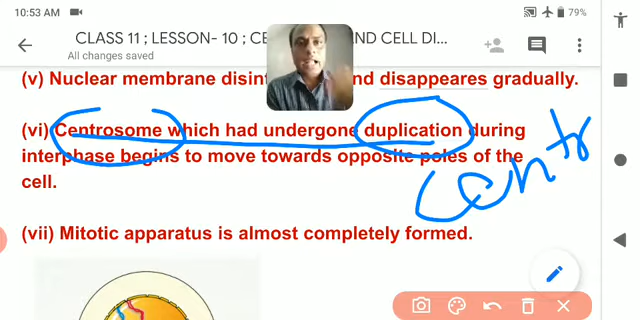 10:53 AM 79%
CLASS 11 ; LESSON- 10 ; CE IND CELL DI...
All changes saved
(v) Nuclear membrane disint nd disappeares gradually.
(vi) Centrosome which had undergone duplication during
interphase begins to move towards opposite poles of the
cell.
centr
(vii) Mitotic apparatus is almost completely formed.